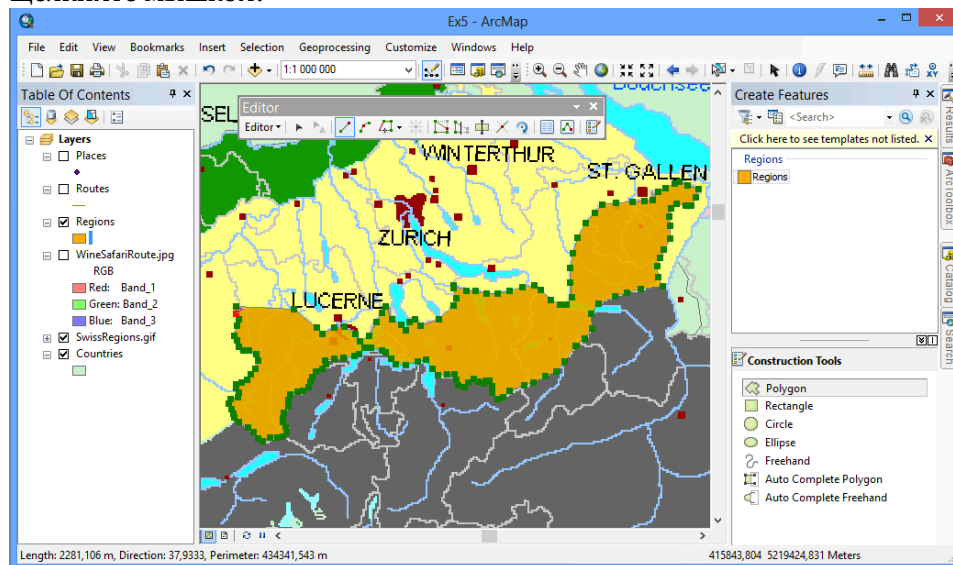 щелкните мышкой.
Ex5 - ArcMap
File Edit View Bookmarks Insert Selection Geoprocessing Customize Windows Help
1:1 000 000
Table Of Contents
Layers
Places
Routes
Regions
WineSafariRoute.jpg
RGB
Red: Band_1
Green: Band_2
Blue: Band_3
SwissRegions.gif
Countries
Editor
Editor
SEL
WINTERTHUR
ST. GALLEN
ZURICH
LUCERNE
Create Features
<Search>
Click here to see templates not listed.
Regions
Regions
Construction Tools
Polygon
Rectangle
Circle
Ellipse
Freehand
Auto Complete Polygon
Auto Complete Freehand
Results
ArcToolbox
Catalog
Search
Length: 2281,106 m, Direction: 37,9333, Perimeter: 434341,543 m
415843,804 5219424,831 Meters